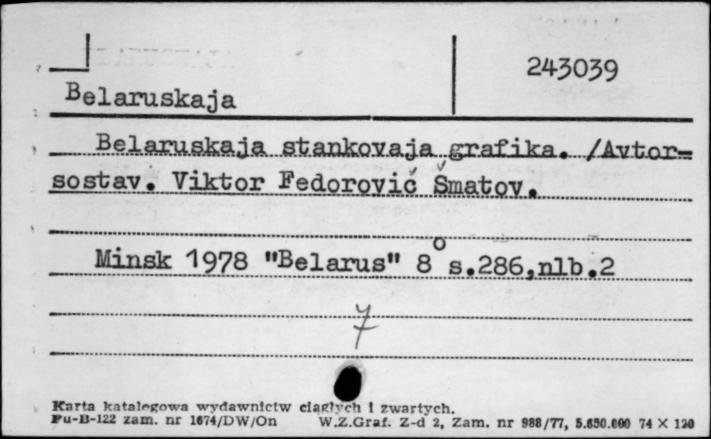 243039
Belaruskaja
Belaruskaja stankovaja grafika. /Avtor-
sostav. Viktor Fedorovič Šmatov.
Minsk 1978 "Belarus" 8° s.286,nlb.2
7
Karta katalogowa wydawnictw ciągłych i zwartych.
Pu-B-122 zam. nr 1674/DW/On W.Z.Graf. Z-d 2, Zam. nr 988/77, 5.650.000 74 × 120